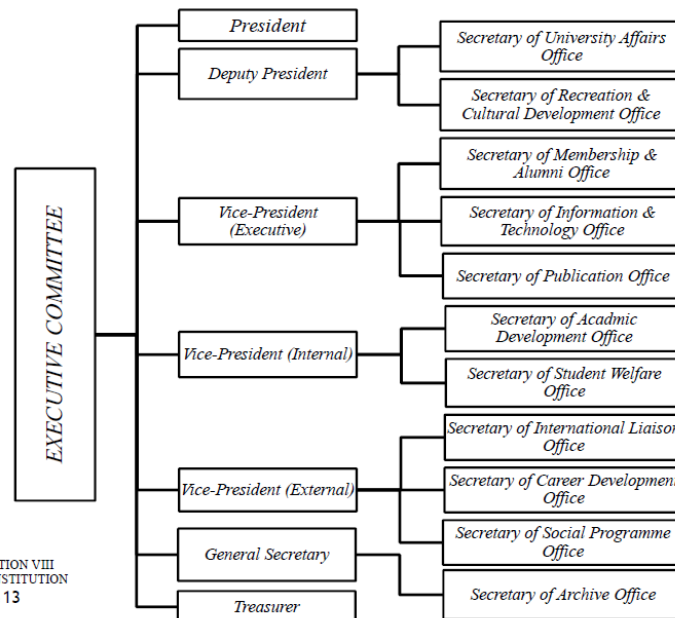 President
Deputy President
Secretary of University Affairs
Office
Secretary of Recreation &
Cultural Development Office
EXECUTIVE COMMITTEE
Vice-President
(Executive)
Secretary of Membership &
Alumni Office
Secretary of Information &
Technology Office
Secretary of Publication Office
Vice-President (Internal)
Secretary of Acadmic
Development Office
Secretary of Student Welfare
Office
Vice-President (External)
Secretary of International Liaison
Office
Secretary of Career Development
Office
Secretary of Social Programme
Office
General Secretary
Secretary of Archive Office
Treasurer
TION VIII
NSTITUTION
13